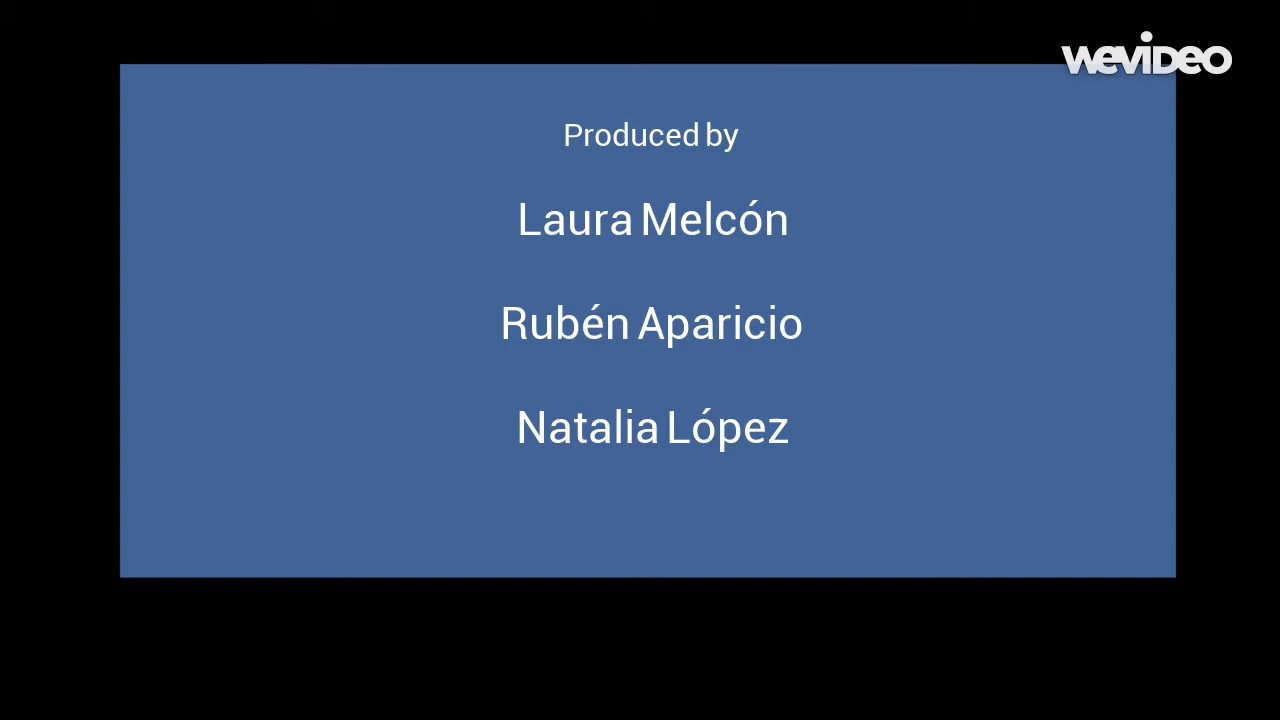 WeVideo
Produced by
Laura Melcón
Rubén Aparicio
Natalia López